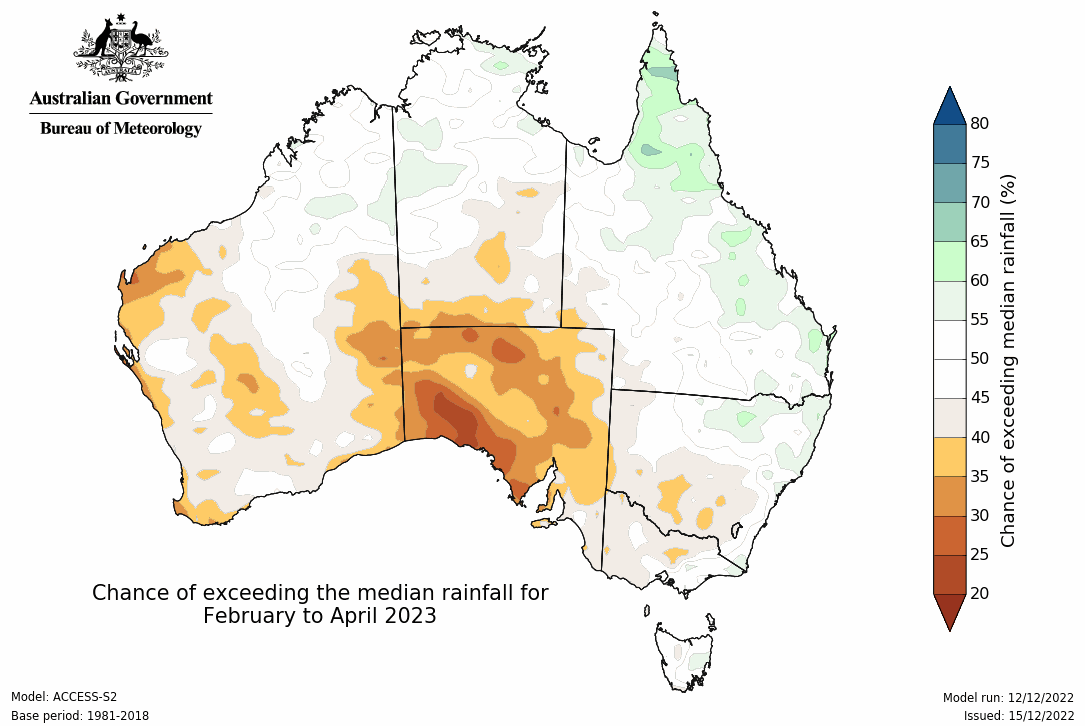 AUSTRALIA
Australian Government
Bureau of Meteorology
80
75
70
65
60
55
50
45
40
35
30
25
20
Chance of exceeding median rainfall (%)
Chance of exceeding the median rainfall for
February to April 2023
Model: ACCESS-S2
Base period: 1981-2018
Model run: 12/12/2022
Issued: 15/12/2022